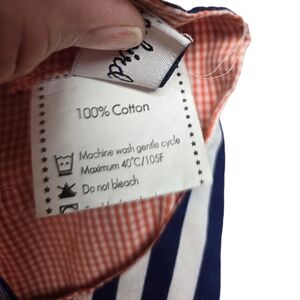 100% Cotton
Machine wash gentle cycle
Maximum 40°C/105F
Do not bleach